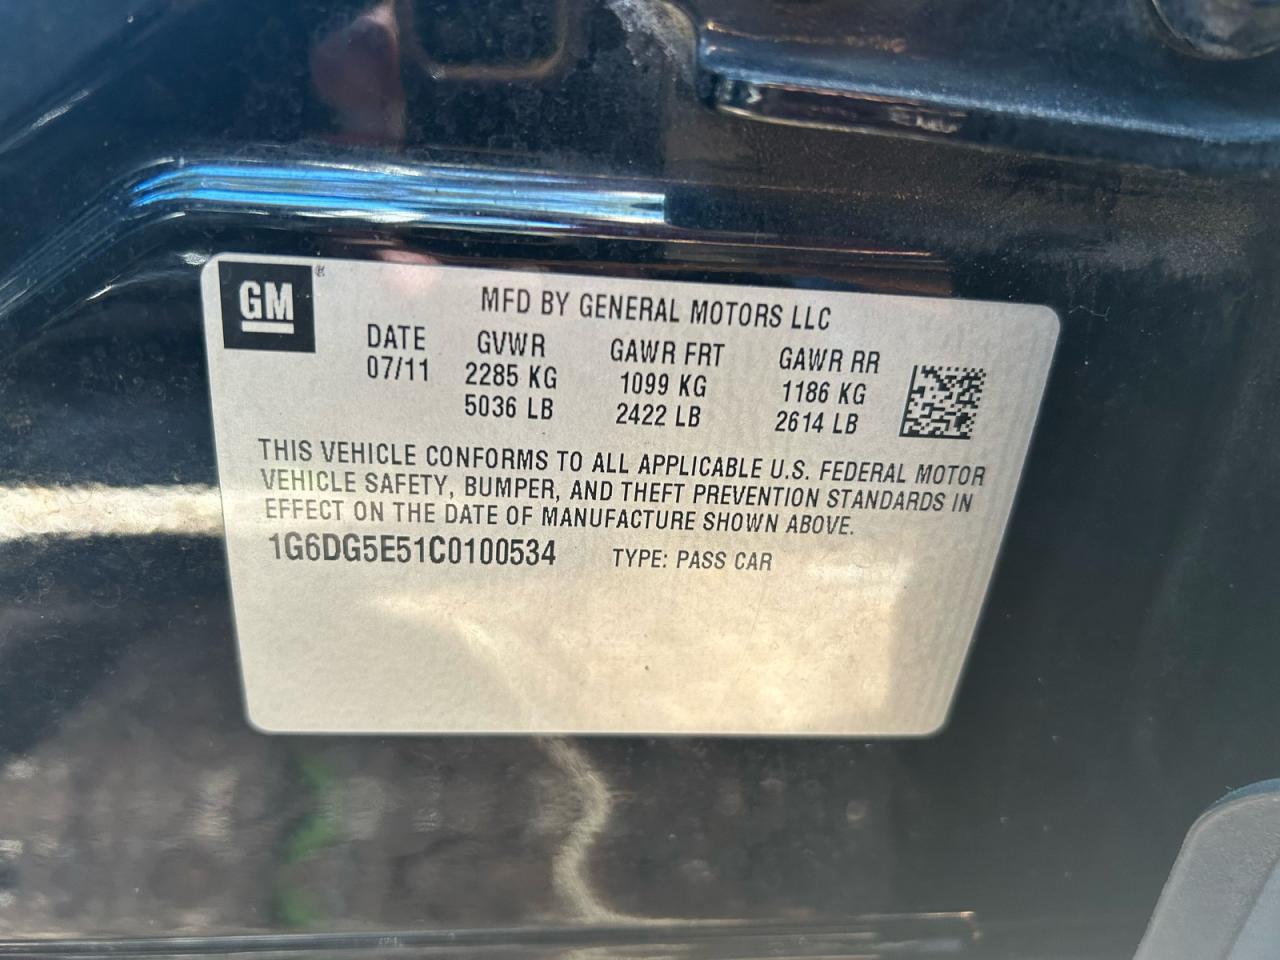 GM
MFD BY GENERAL MOTORS LLC
DATE GVWR GAWR FRT GAWR RR
07/11 2285 KG 1099 KG 1186 KG
5036 LB 2422 LB 2614 LB
THIS VEHICLE CONFORMS TO ALL APPLICABLE U.S. FEDERAL MOTOR
VEHICLE SAFETY, BUMPER, AND THEFT PREVENTION STANDARDS IN
EFFECT ON THE DATE OF MANUFACTURE SHOWN ABOVE.
1G6DG5E51C0100534 TYPE: PASS CAR